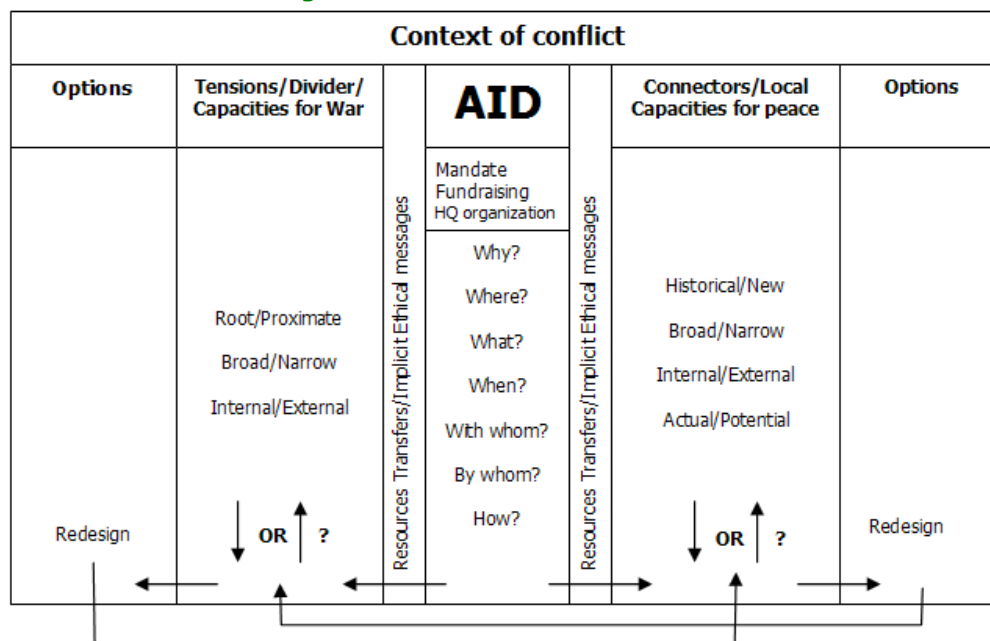 Context of conflict
Options
Tensions/Divider/
Capacities for War
AID
Connectors/Local
Capacities for peace
Options
Mandate
Fundraising
HQ organization
Resources Transfers/Implicit Ethical messages
Resources Transfers/Implicit Ethical messages
Why?
Where?
What?
When?
With whom?
By whom?
How?
Root/Proximate
Broad/Narrow
Internal/External
Historical/New
Broad/Narrow
Internal/External
Actual/Potential
Redesign
OR ?
OR ?
Redesign